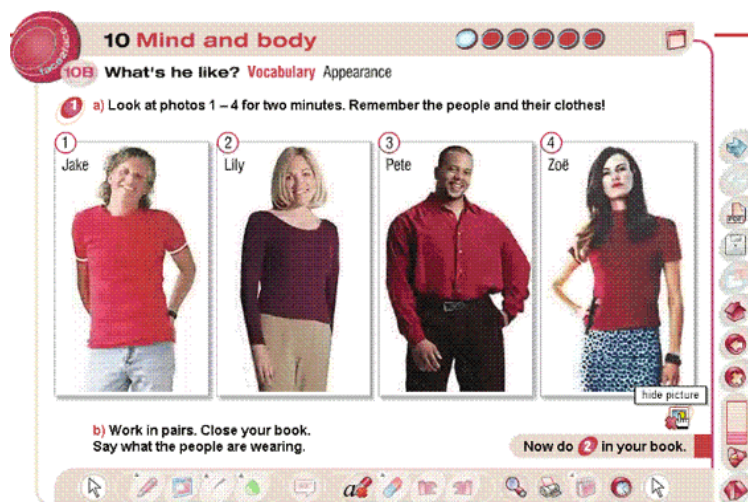 10 Mind and body
face2face
10B What's he like? Vocabulary Appearance
1 a) Look at photos 1 – 4 for two minutes. Remember the people and their clothes!
1 2 3 4
Jake Lily Pete Zoë
PDF
hide picture
b) Work in pairs. Close your book.
Say what the people are wearing.
Now do 2 in your book.